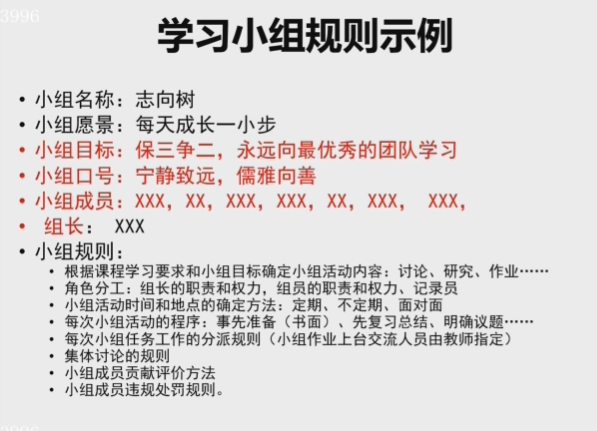 3996
学习小组规则示例
• 小组名称：志向树
• 小组愿景：每天成长一小步
• 小组目标：保三争二，永远向最优秀的团队学习
• 小组口号：宁静致远，儒雅向善
• 小组成员：XXX，XX，XXX，XXX，XX，XXX， XXX，
• 组长： XXX
• 小组规则：
• 根据课程学习要求和小组目标确定小组活动内容：讨论、研究、作业……
• 角色分工：组长的职责和权力，组员的职责和权力、记录员
• 小组活动时间和地点的确定方法：定期、不定期、面对面
• 每次小组活动的程序：事先准备（书面）、先复习总结、明确议题……
• 每次小组任务工作的分派规则（小组作业上台交流人员由教师指定）
• 集体讨论的规则
• 小组成员贡献评价方法
• 小组成员违规处罚规则。
3996